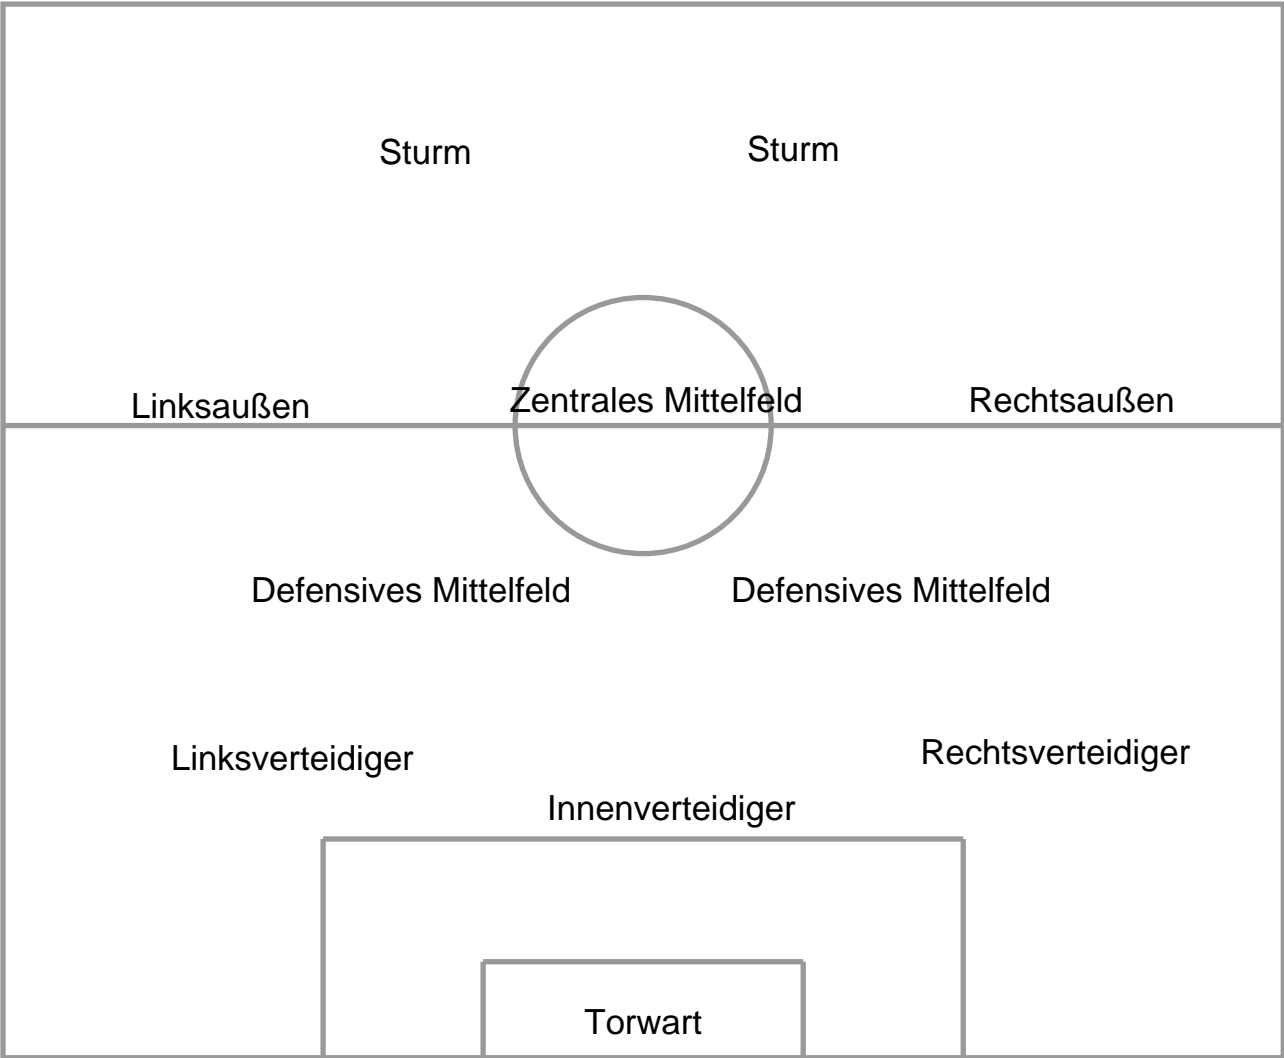 Sturm
Sturm
Linksaußen
Zentrales Mittelfeld
Rechtsaußen
Defensives Mittelfeld
Defensives Mittelfeld
Linksverteidiger
Rechtsverteidiger
Innenverteidiger
Torwart